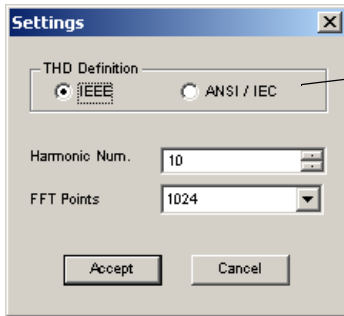 Settings
THD Definition
IEEE ANSI / IEC
Harmonic Num. 10
FFT Points 1024
Accept Cancel